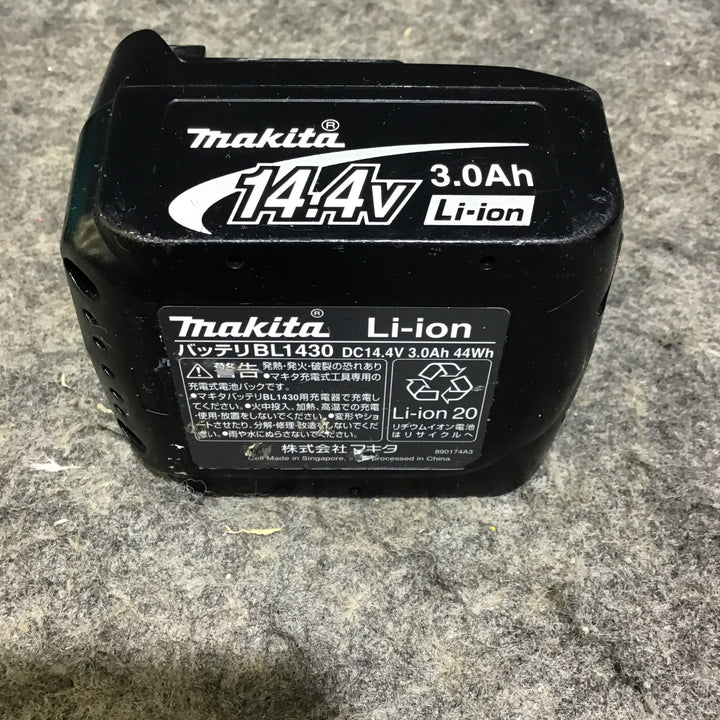 makita®
14.4V 3.0Ah
Li-ion
makita® Li-ion
バッテリBL1430 DC14.4V 3.0Ah 44Wh
警告 発熱・発火・破裂の恐れあり
●マキタ充電式工具専用の
充電式電池パックです。
●マキタバッテリBL1430用充電器で充電し
てください。●火中投入、加熱、高温での充電
・使用・放置をしないでください。●変形やショ
ートさせたり、分解・修理・改造をしないでくだ
さい。●雨や水にぬらさないでください。
Li-ion 20
リチウムイオン電池
はリサイクルへ
株式会社 マキタ
890174A3
Cell Made in Singapore, processed in China